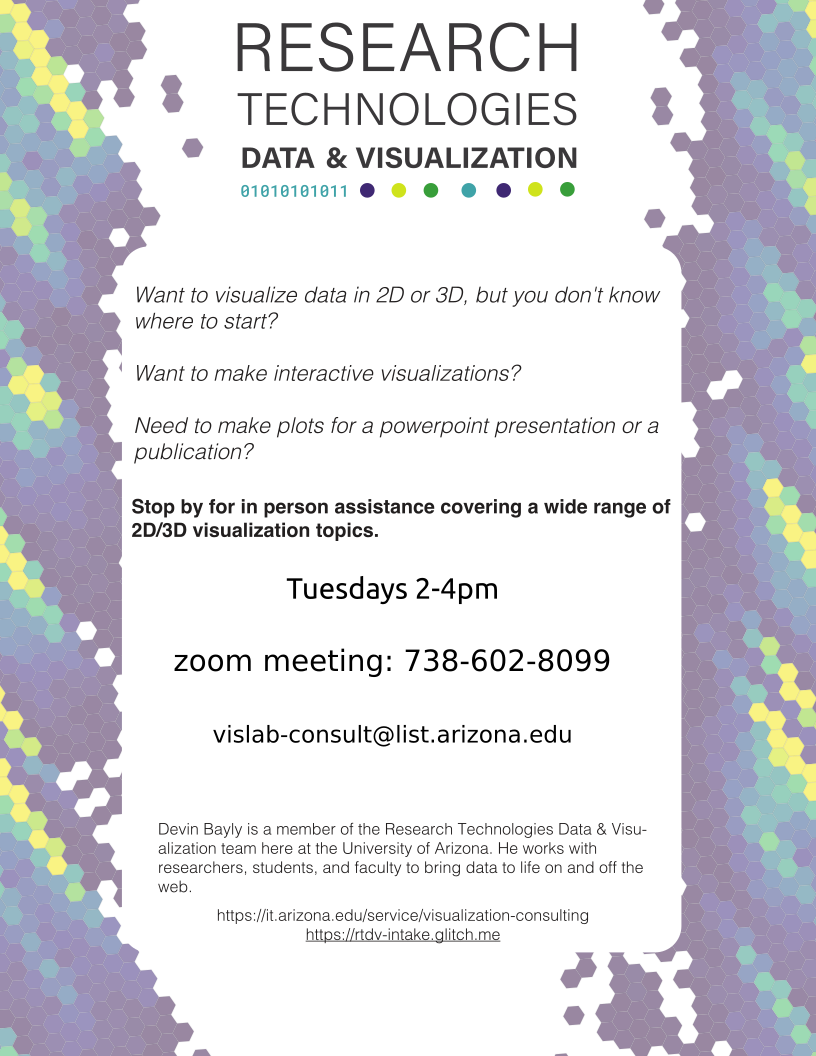 RESEARCH
TECHNOLOGIES
DATA & VISUALIZATION
01010101011
Want to visualize data in 2D or 3D, but you don't know
where to start?
Want to make interactive visualizations?
Need to make plots for a powerpoint presentation or a
publication?
Stop by for in person assistance covering a wide range of
2D/3D visualization topics.
Tuesdays 2-4pm
zoom meeting: 738-602-8099
vislab-consult@list.arizona.edu
Devin Bayly is a member of the Research Technologies Data & Visu-
alization team here at the University of Arizona. He works with
researchers, students, and faculty to bring data to life on and off the
web.
https://it.arizona.edu/service/visualization-consulting
https://rtdv-intake.glitch.me